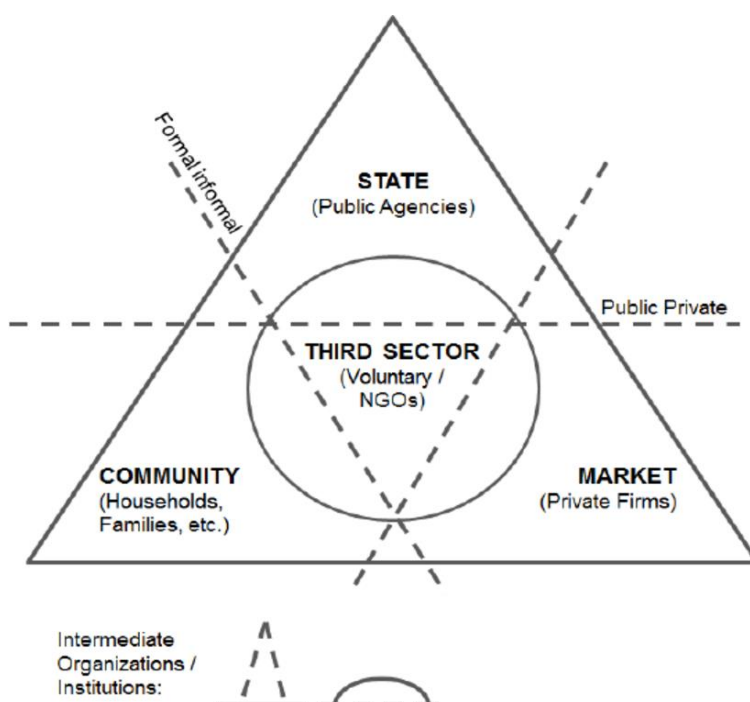 Formal informal
STATE
(Public Agencies)
Public Private
THIRD SECTOR
(Voluntary /
NGOs)
COMMUNITY
(Households,
Families, etc.)
MARKET
(Private Firms)
Intermediate
Organizations /
Institutions: